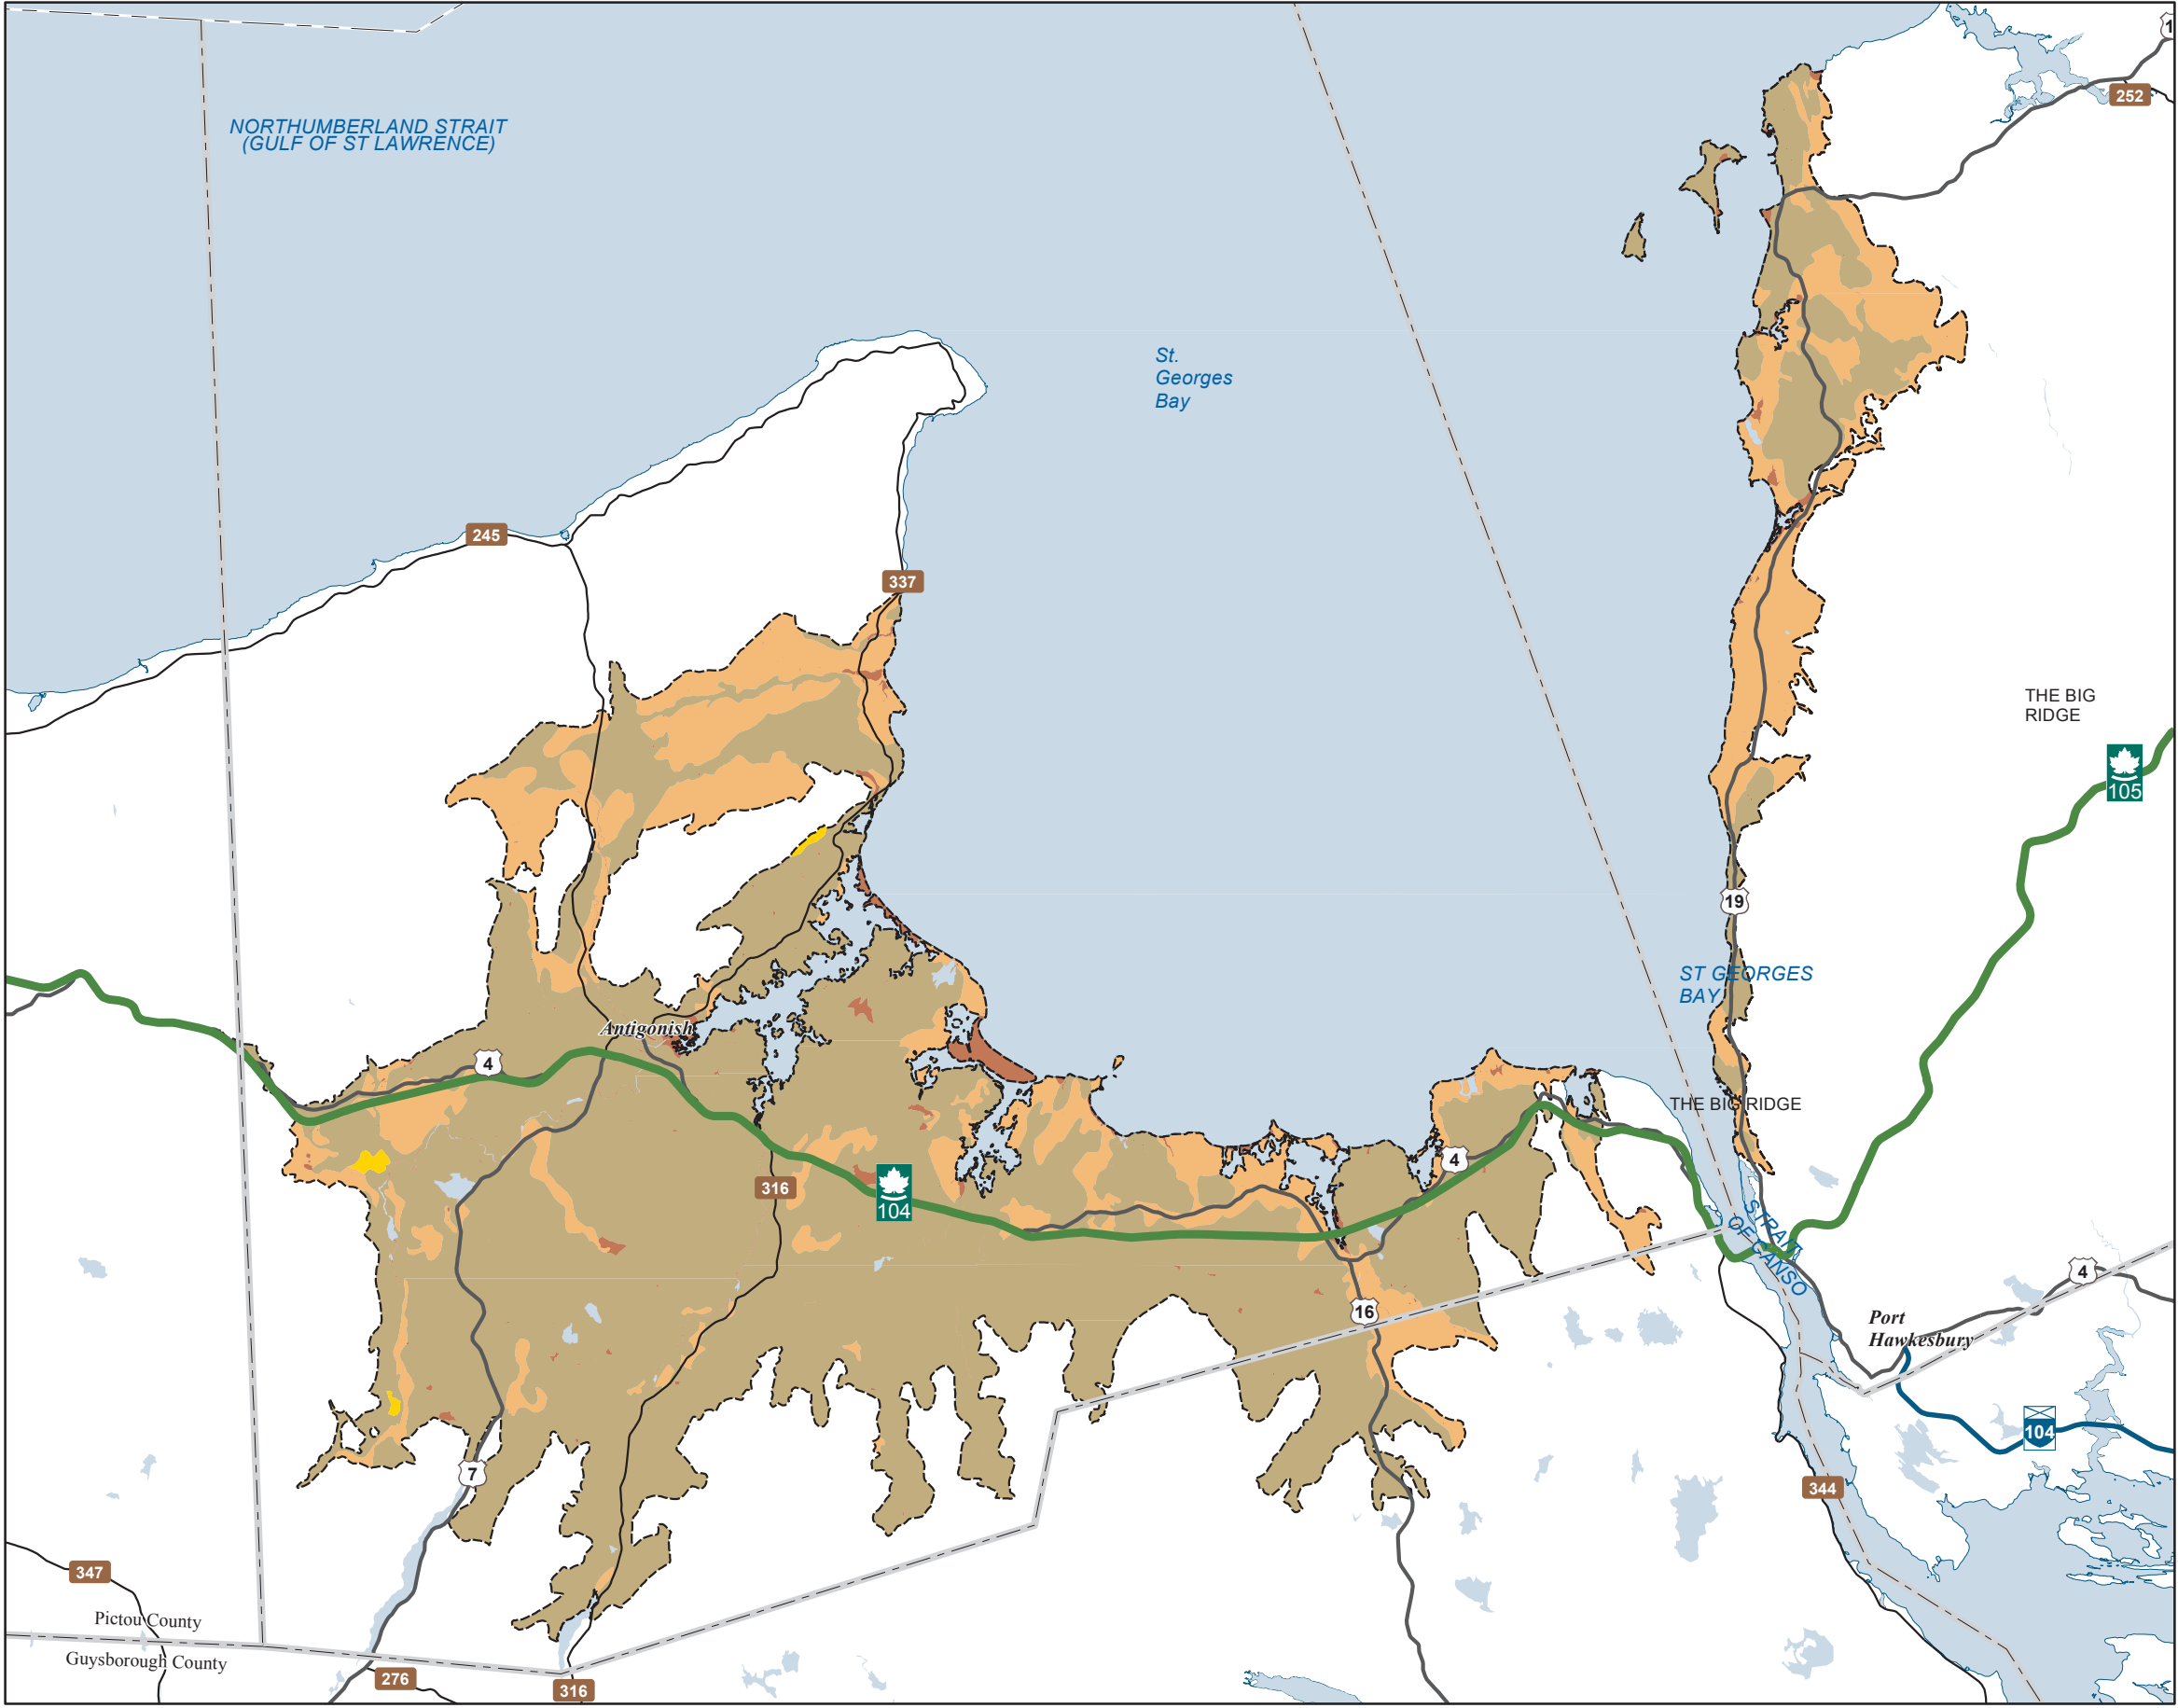 1
252
NORTHUMBERLAND STRAIT
(GULF OF ST LAWRENCE)
St.
Georges
Bay
245
337
THE BIG
RIDGE
105
19
ST GEORGES
BAY
Antigonish
4
THE BIG RIDGE
4
316
104
STRAIT
OF CANSO
4
16
Port
Hawkesbury
104
7
344
347
Pictou County
Guysborough County
276
316